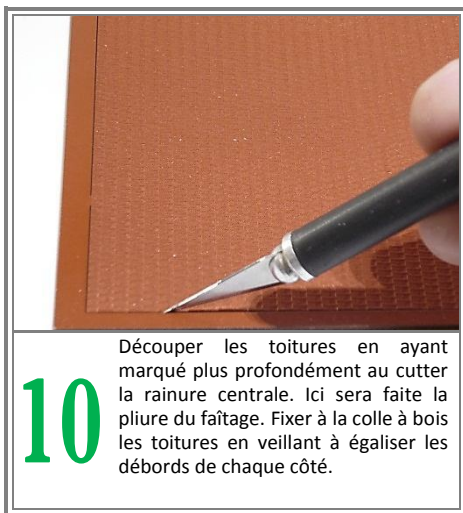 Découper les toitures en ayant
marqué plus profondément au cutter
la rainure centrale. Ici sera faite la
pliure du faîtage. Fixer à la colle à bois
les toitures en veillant à égaliser les
débords de chaque côté.
10